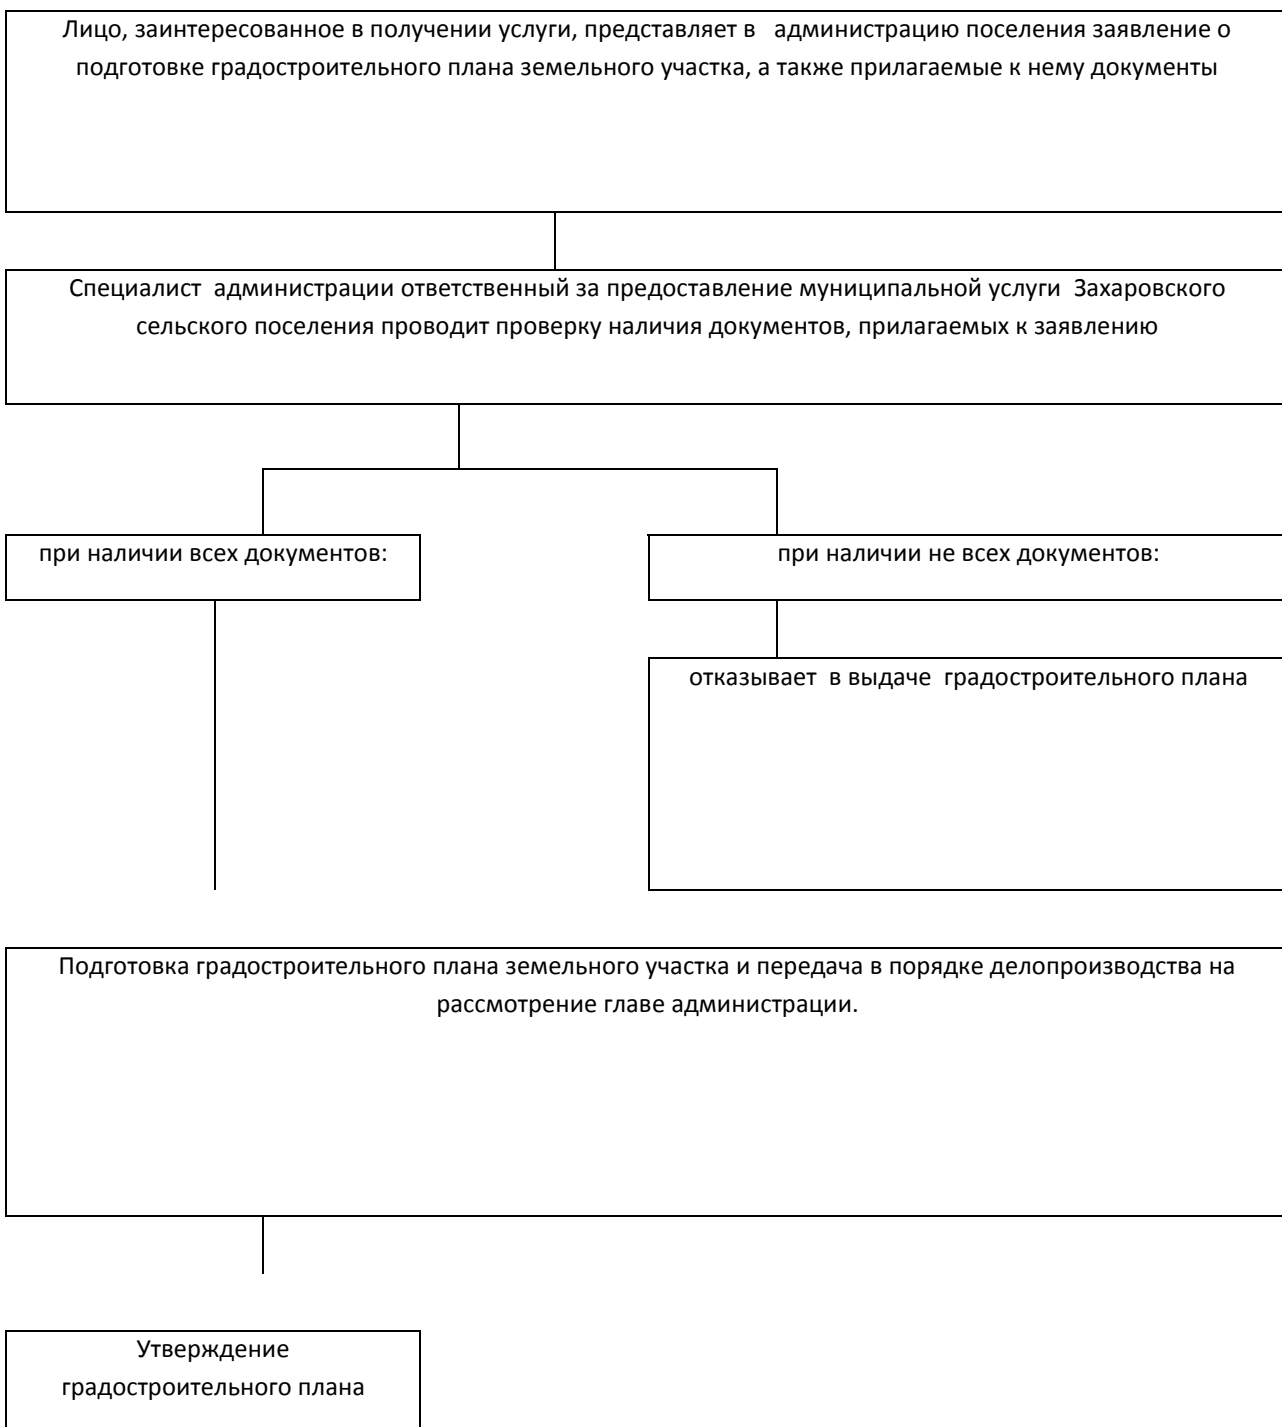 Лицо, заинтересованное в получении услуги, представляет в администрацию поселения заявление о
подготовке градостроительного плана земельного участка, а также прилагаемые к нему документы
Специалист администрации ответственный за предоставление муниципальной услуги Захаровского
сельского поселения проводит проверку наличия документов, прилагаемых к заявлению
при наличии всех документов:
при наличии не всех документов:
отказывает в выдаче градостроительного плана
Подготовка градостроительного плана земельного участка и передача в порядке делопроизводства на
рассмотрение главе администрации.
Утверждение
градостроительного плана